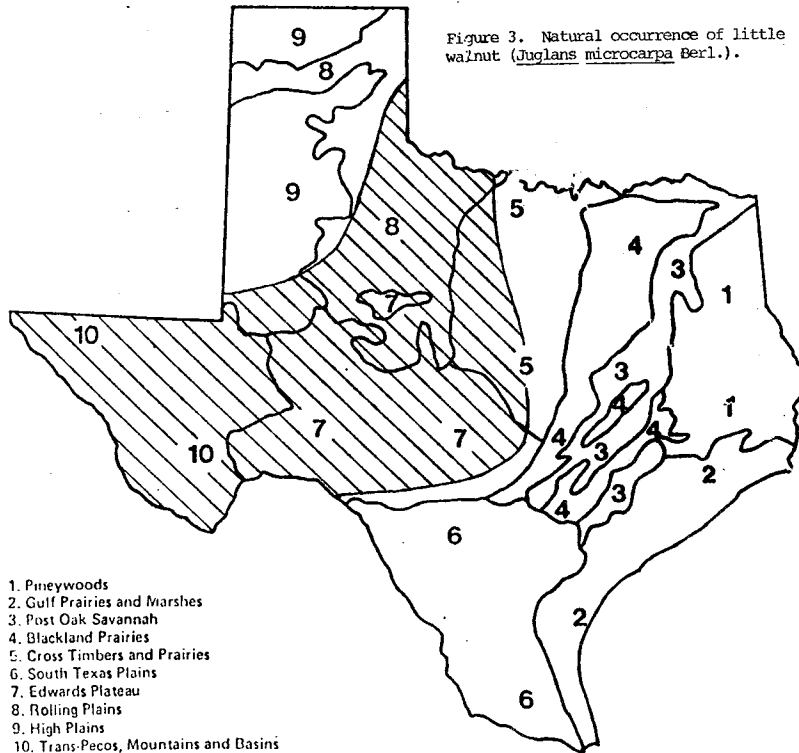 Figure 3. Natural occurrence of little
walnut (Juglans microcarpa Berl.).
9
8
9
8
5
4
3
1
7
10
5
3
4
1
7
7
4
3
4
10
2
3
4
6
2
6
1. Pineywoods
2. Gulf Prairies and Marshes
3. Post Oak Savannah
4. Blackland Prairies
5. Cross Timbers and Prairies
6. South Texas Plains
7. Edwards Plateau
8. Rolling Plains
9. High Plains
10. Trans-Pecos, Mountains and Basins